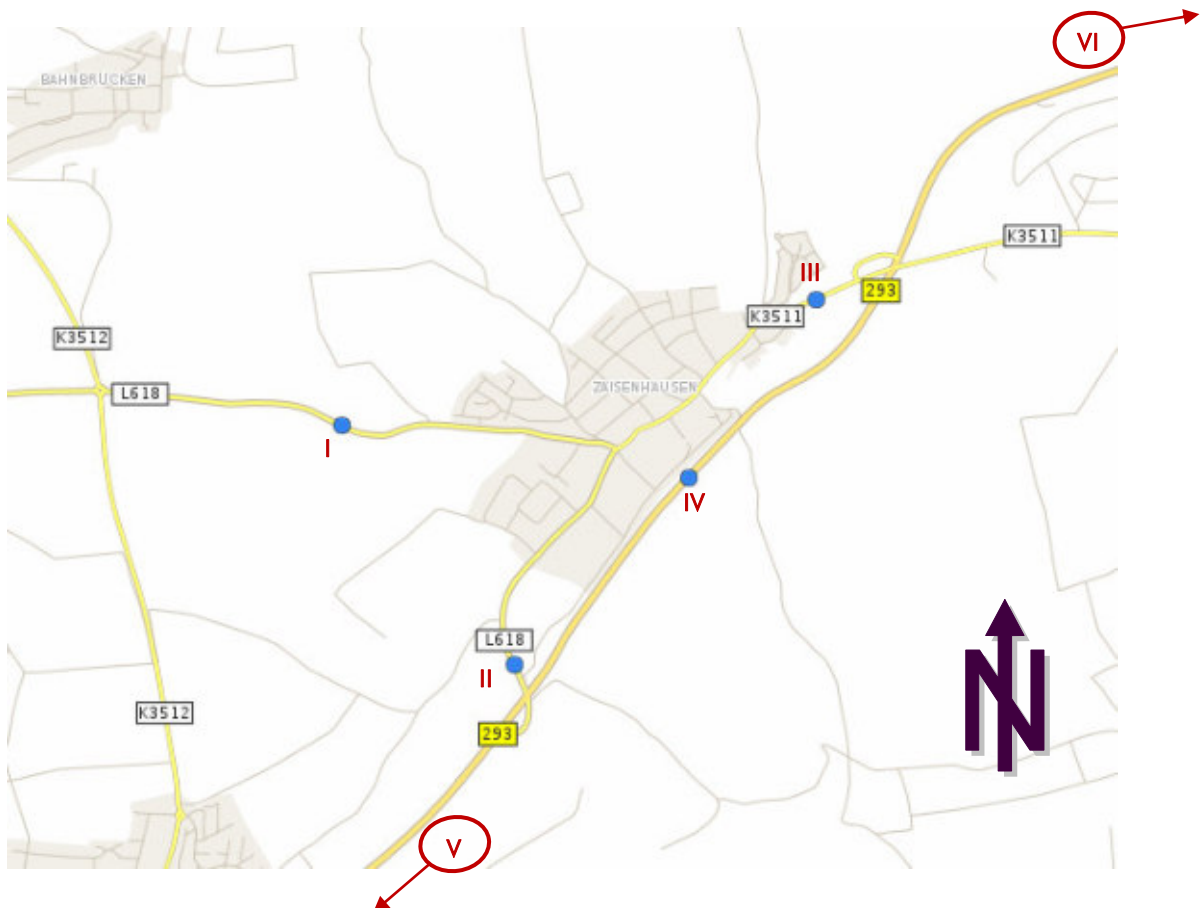 VI
BAHNBRÜCKEN
K3511
III
293
K3511
K3512
L618
ZAISENHAUSEN
I
IV
L618
II
K3512
293
N
V